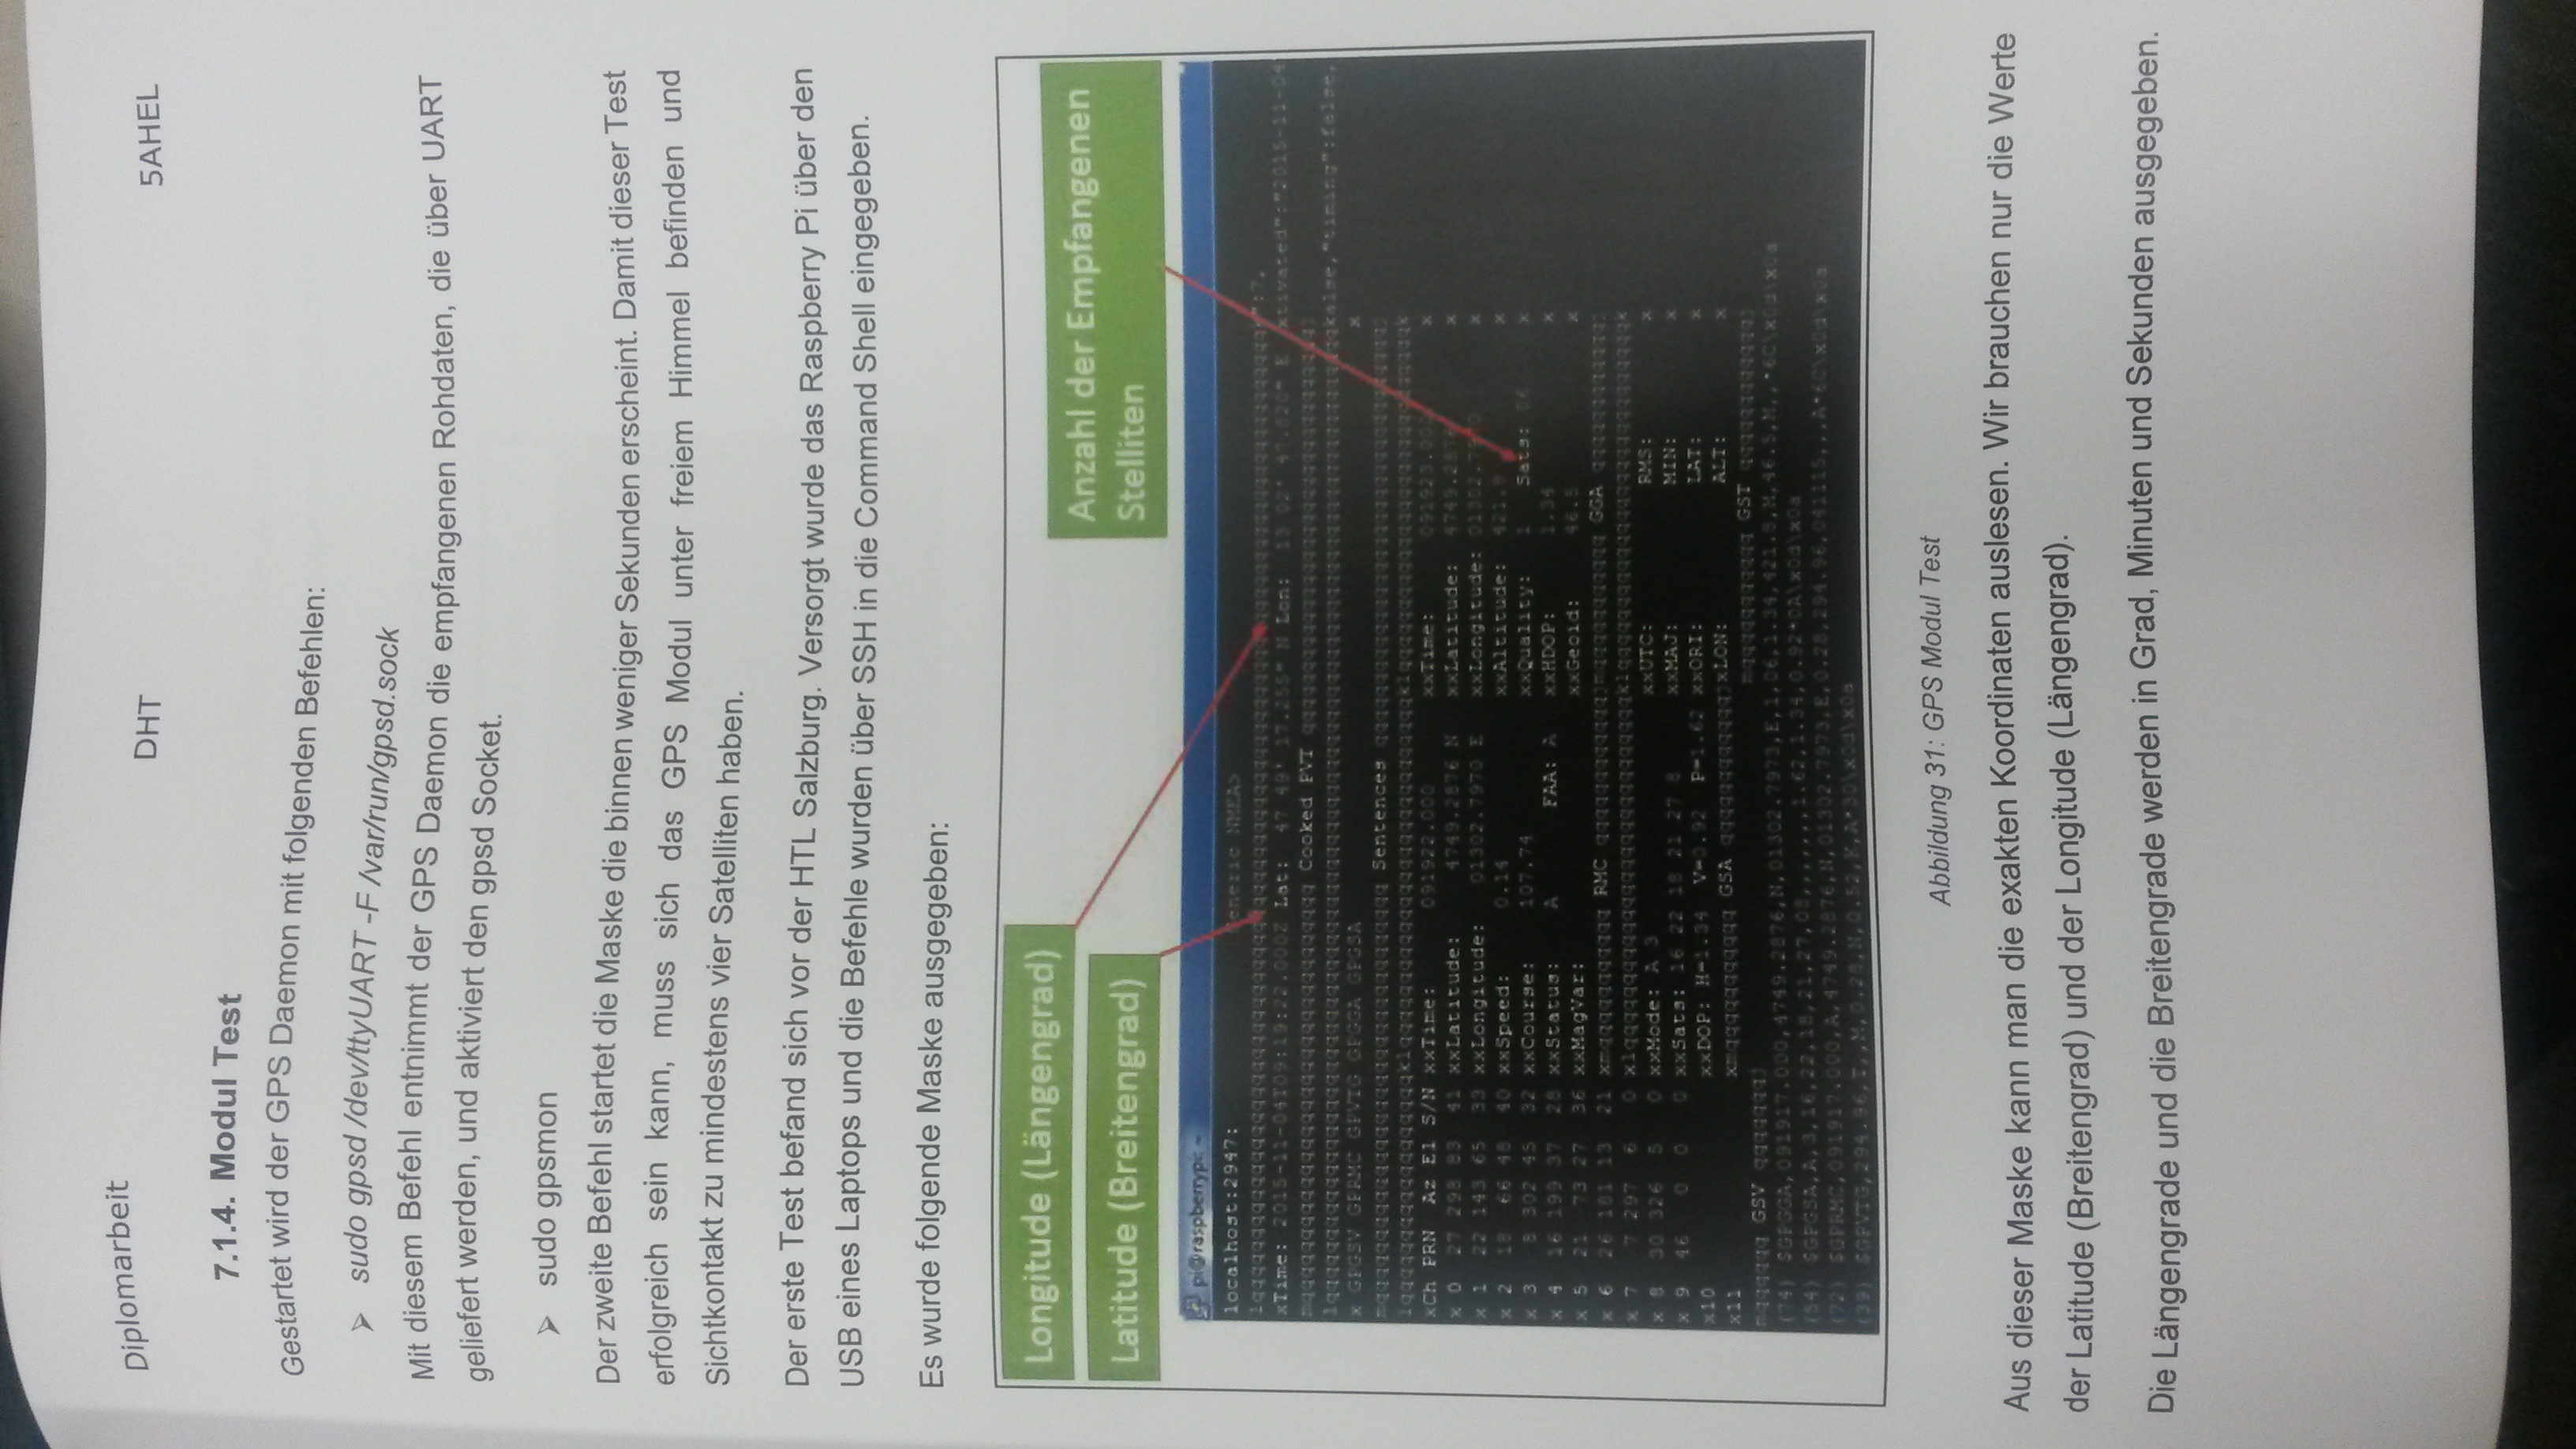 Diplomarbeit DHT 5AHEL
7.1.4. Modul Test
Gestartet wird der GPS Daemon mit folgenden Befehlen:
➢ sudo gpsd /dev/ttyUART -F /var/run/gpsd.sock
Mit diesem Befehl entnimmt der GPS Daemon die empfangenen Rohdaten, die über UART
geliefert werden, und aktiviert den gpsd Socket.
➢ sudo gpsmon
Der zweite Befehl startet die Maske die binnen weniger Sekunden erscheint. Damit dieser Test
erfolgreich sein kann, muss sich das GPS Modul unter freiem Himmel befinden und
Sichtkontakt zu mindestens vier Satelliten haben.
Der erste Test befand sich vor der HTL Salzburg. Versorgt wurde das Raspberry Pi über den
USB eines Laptops und die Befehle wurden über SSH in die Command Shell eingegeben.
Es wurde folgende Maske ausgegeben:
Longitude (Längengrad)
Latitude (Breitengrad)
Anzahl der Empfangenen
Stelliten
pi@raspberrypi: ~
localhost:2947: Generic NMEA>
xTime: 2015-11-04T09:19:22.000Z Lat: 47 49' 17.255" N Lon: 13 02' 47.820" E
Cooked PVT
x GPGSV GPRMC GPVTG GPGGA GPGSA x
Sentences
xCh PRN Az El S/N xxTime: 091922.000 xxTime: x
x 0 27 298 83 41 xxLatitude: 4749.2876 N xxLatitude: x
x 1 22 143 65 33 xxLongitude: 01302.7970 E xxLongitude: x
x 2 18 66 48 40 xxSpeed: 0.14 xxAltitude: x
x 3 8 302 45 32 xxCourse: 107.74 xxQuality: 1 Sats: x
x 4 16 199 37 28 xxStatus: A FAA: A xxHDOP: 1.34 x
x 5 21 73 27 36 xxMagVar: xxGeoid: 46.5 x
x 6 26 181 13 21 RMC GGA
x 7 7 297 6 0
x 8 30 326 5 0 xxMode: A 3 xxUTC: RMS: x
x 9 46 0 0 0 xxSats: 16 22 18 21 27 8 xxMAJ: MIN: x
x10 xxDOP: H=1.34 V=0.92 P=1.62 xxORI: LAT: x
x11 GSA xLON: ALT: x
GSV GST
(74) $GPGGA,091917.000,4749.2876,N,01302.7973,E,1,06,1.34,421.8,M,46.5,M,,*6C\x0d\x0a
(54) $GPGSA,A,3,16,22,18,21,27,08,,,,,,,1.62,1.34,0.92*0A\x0d\x0a
(72) $GPRMC,091917.000,A,4749.2876,N,01302.7973,E,0.28,294.96,041115,,,A*6C\x0d\x0a
(39) $GPVTG,294.96,T,,M,0.28,N,0.52,K,A*30\x0d\x0a
Abbildung 31: GPS Modul Test
Aus dieser Maske kann man die exakten Koordinaten auslesen. Wir brauchen nur die Werte
der Latitude (Breitengrad) und der Longitude (Längengrad).
Die Längengrade und die Breitengrade werden in Grad, Minuten und Sekunden ausgegeben.